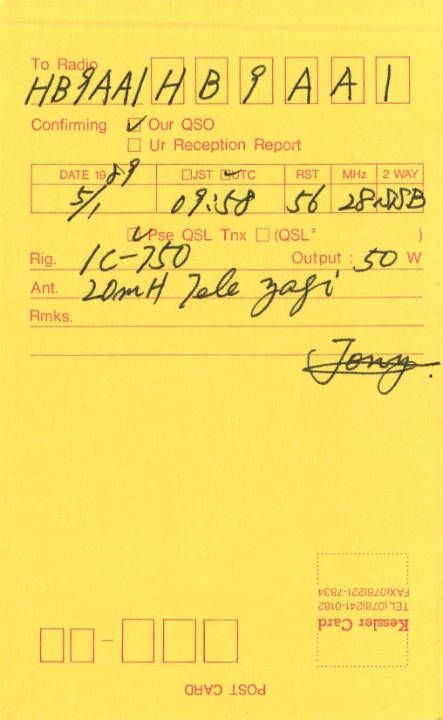 To Radio
HB9AA1 H B 9 A A 1
Confirming Our QSO
Ur Reception Report
DATE 1989 JST UTC RST MHz 2 WAY
5/1 09:58 56 28 SSB
Pse QSL Tnx (QSL° )
Rig. IC-750 Output : 50 W
Ant. 20mH Tele Yagi
Rmks.
Tony
Kessler Card
TEL(078)241-0182
FAX(078)221-7834
POST CARD